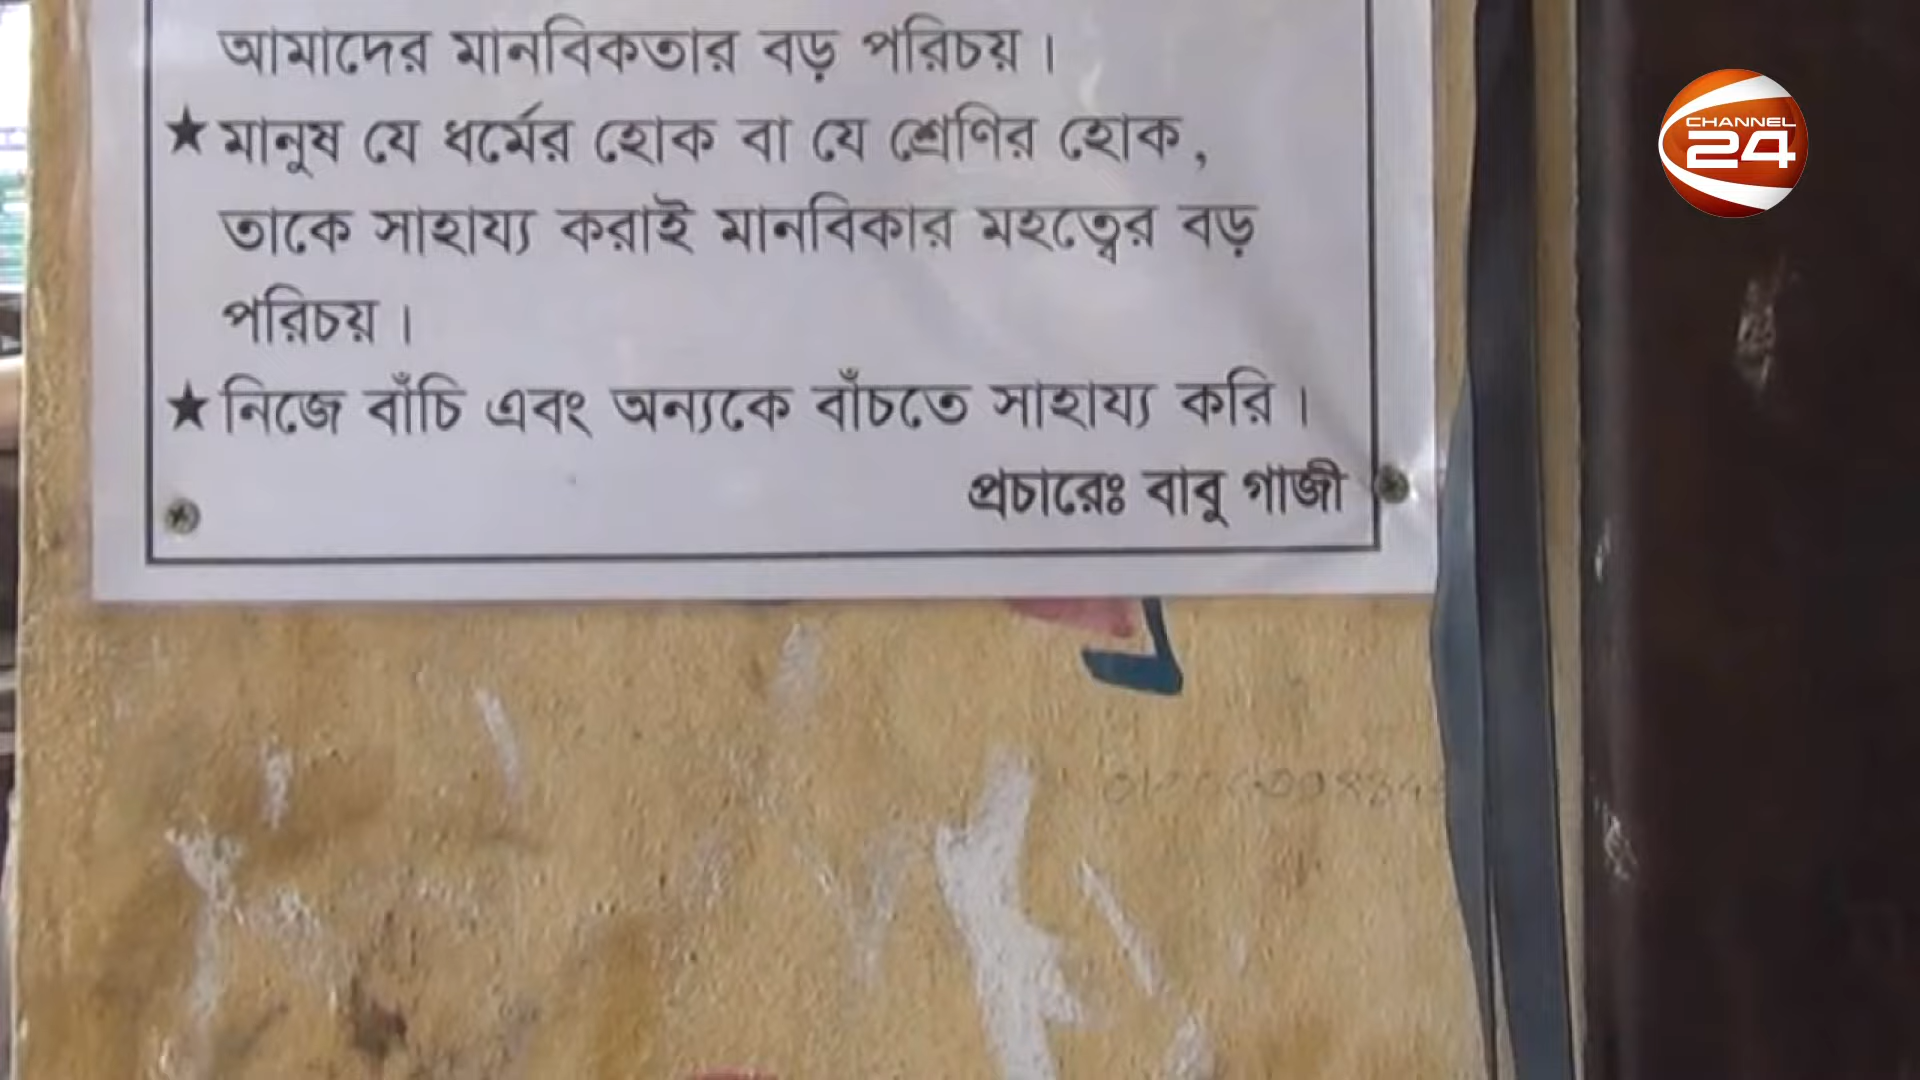 আমাদের মানবিকতার বড় পরিচয়।
★ মানুষ যে ধর্মের হোক বা যে শ্রেণির হোক,
তাকে সাহায্য করাই মানবিকার মহত্ত্বের বড়
পরিচয়।
★ নিজে বাঁচি এবং অন্যকে বাঁচতে সাহায্য করি।
প্রচারেঃ বাবু গাজী
CHANNEL
24